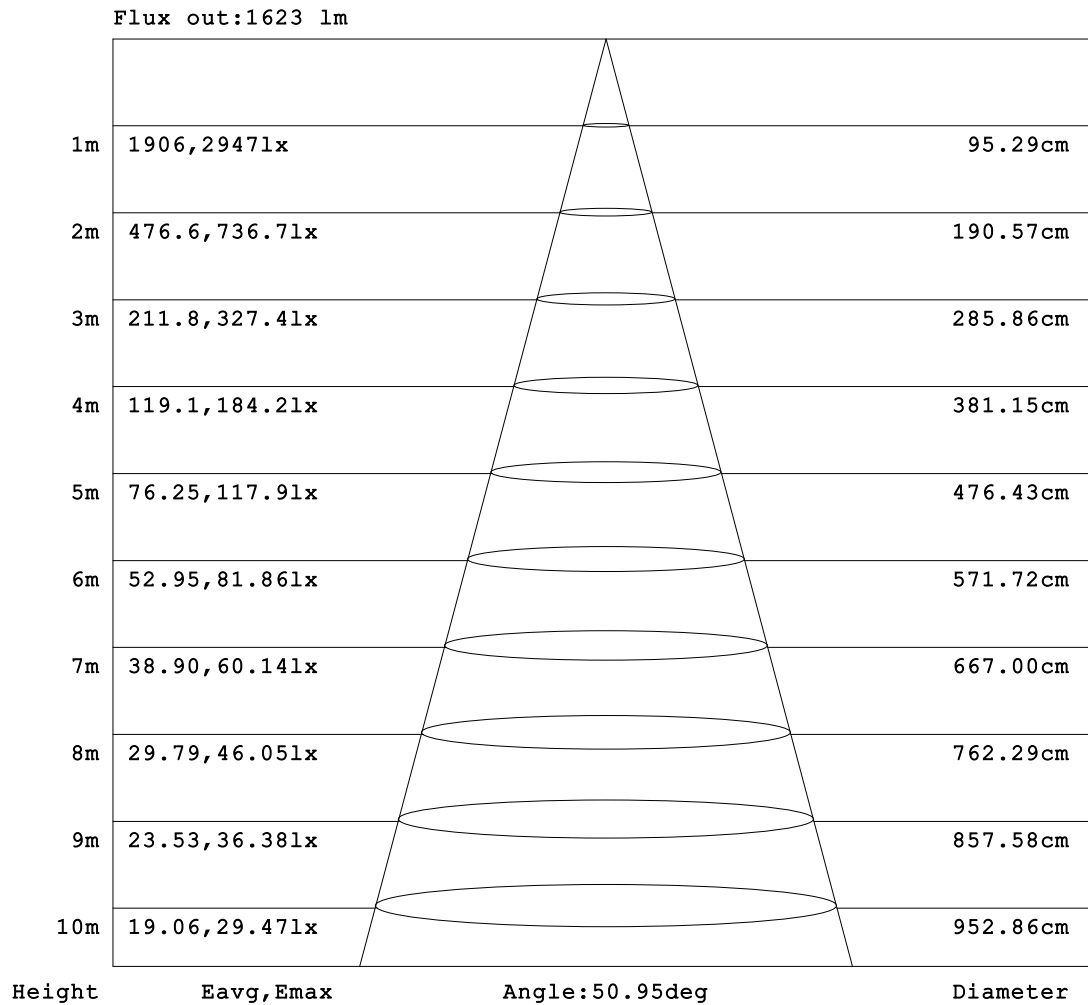 Flux out:1623 lm
1m 1906,2947lx 95.29cm
2m 476.6,736.7lx 190.57cm
3m 211.8,327.4lx 285.86cm
4m 119.1,184.2lx 381.15cm
5m 76.25,117.9lx 476.43cm
6m 52.95,81.86lx 571.72cm
7m 38.90,60.14lx 667.00cm
8m 29.79,46.05lx 762.29cm
9m 23.53,36.38lx 857.58cm
10m 19.06,29.47lx 952.86cm
Height Eavg,Emax Angle:50.95deg Diameter